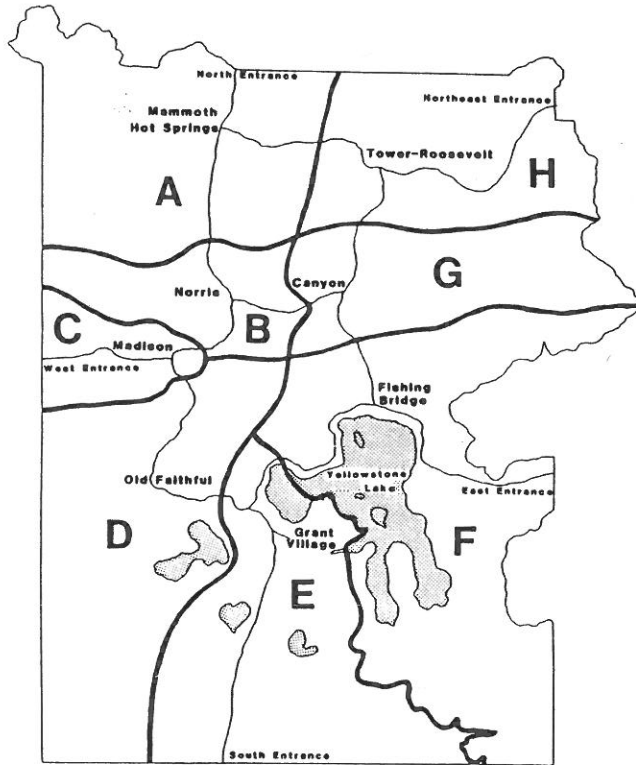 North Entrance
Northeast Entrance
Mammoth
Hot Springs
Tower-Roosevelt
A
H
G
Canyon
Norris
C
B
Madison
West Entrance
Fishing
Bridge
Old Faithful
Yellowstone
Lake
East Entrance
D
Grant
Village
F
E
South Entrance